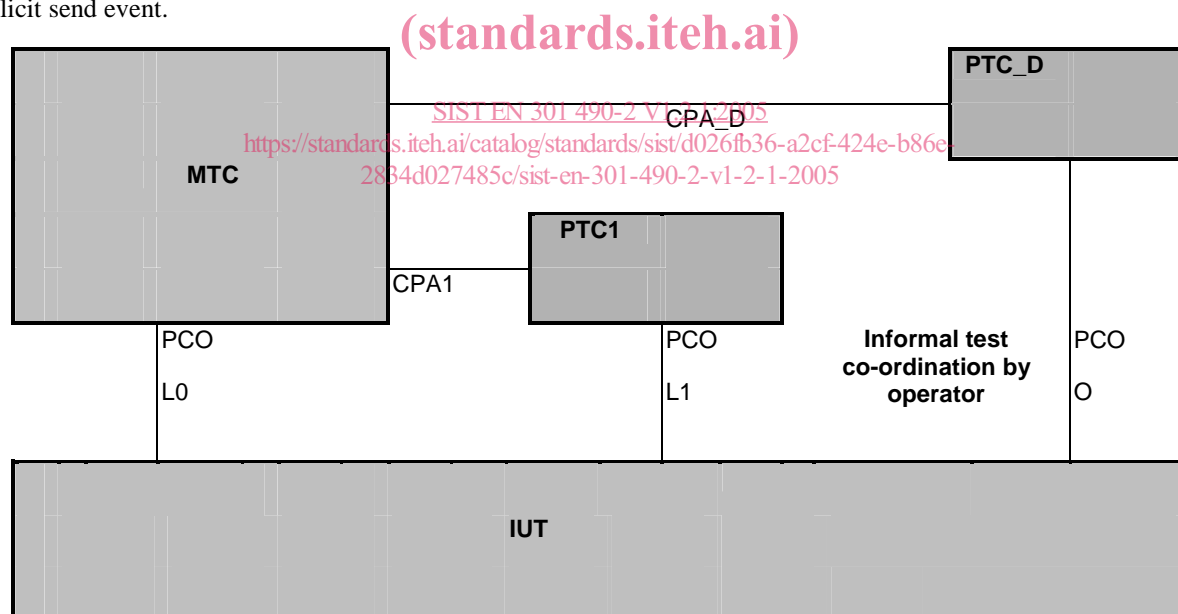 licit send event.
(standards.iteh.ai)
PTC_D
SIST EN 301 490-2 V1.2.1:2005
CPA_D
https://standards.iteh.ai/catalog/standards/sist/d026fb36-a2cf-424e-b86e-
2834d027485c/sist-en-301-490-2-v1-2-1-2005
MTC
PTC1
CPA1
PCO
PCO
Informal test
co-ordination by
operator
PCO
L0
L1
O
IUT